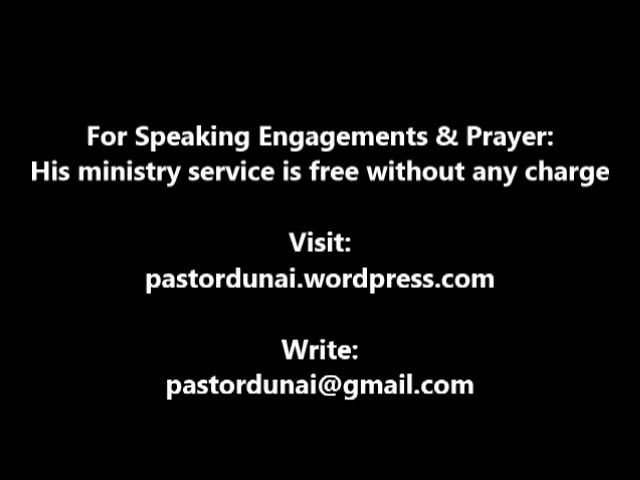 For Speaking Engagements & Prayer:
His ministry service is free without any charge
Visit:
pastordunai.wordpress.com
Write:
pastordunai@gmail.com